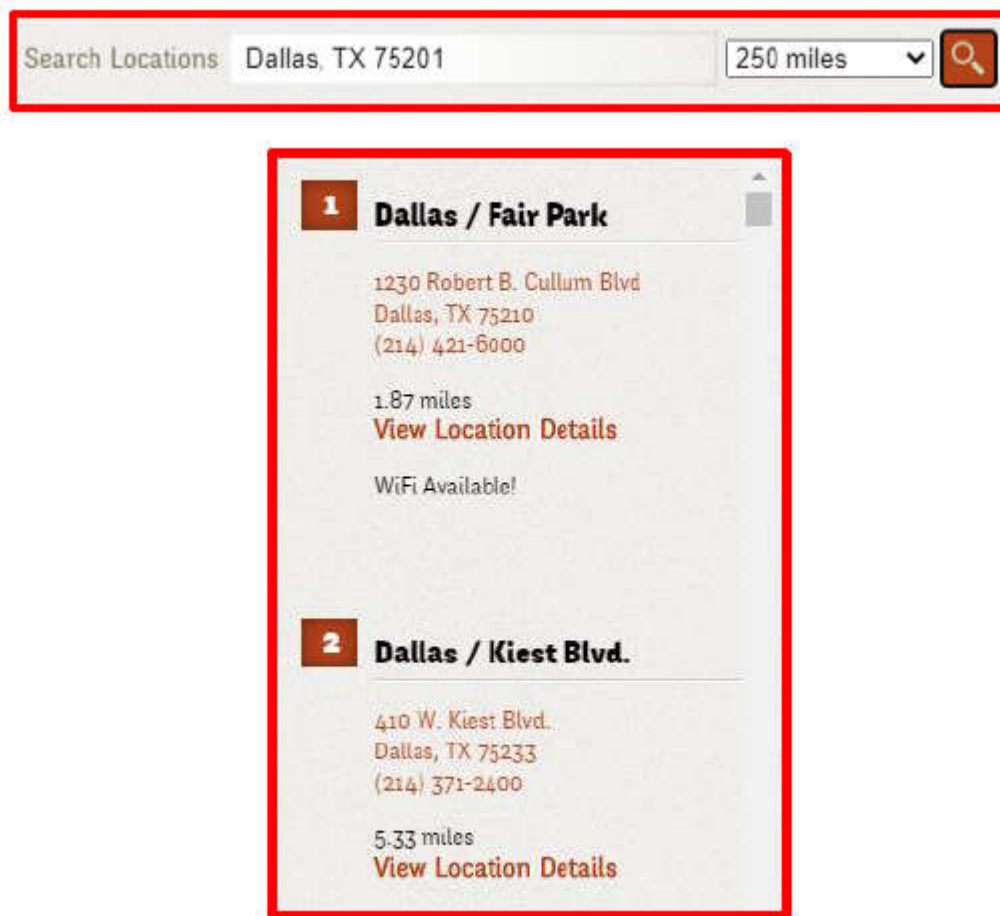 Search Locations Dallas, TX 75201 250 miles
1 Dallas / Fair Park
1230 Robert B. Cullum Blvd
Dallas, TX 75210
(214) 421-6000
1.87 miles
View Location Details
WiFi Available!
2 Dallas / Kiest Blvd.
410 W. Kiest Blvd.
Dallas, TX 75233
(214) 371-2400
5.33 miles
View Location Details